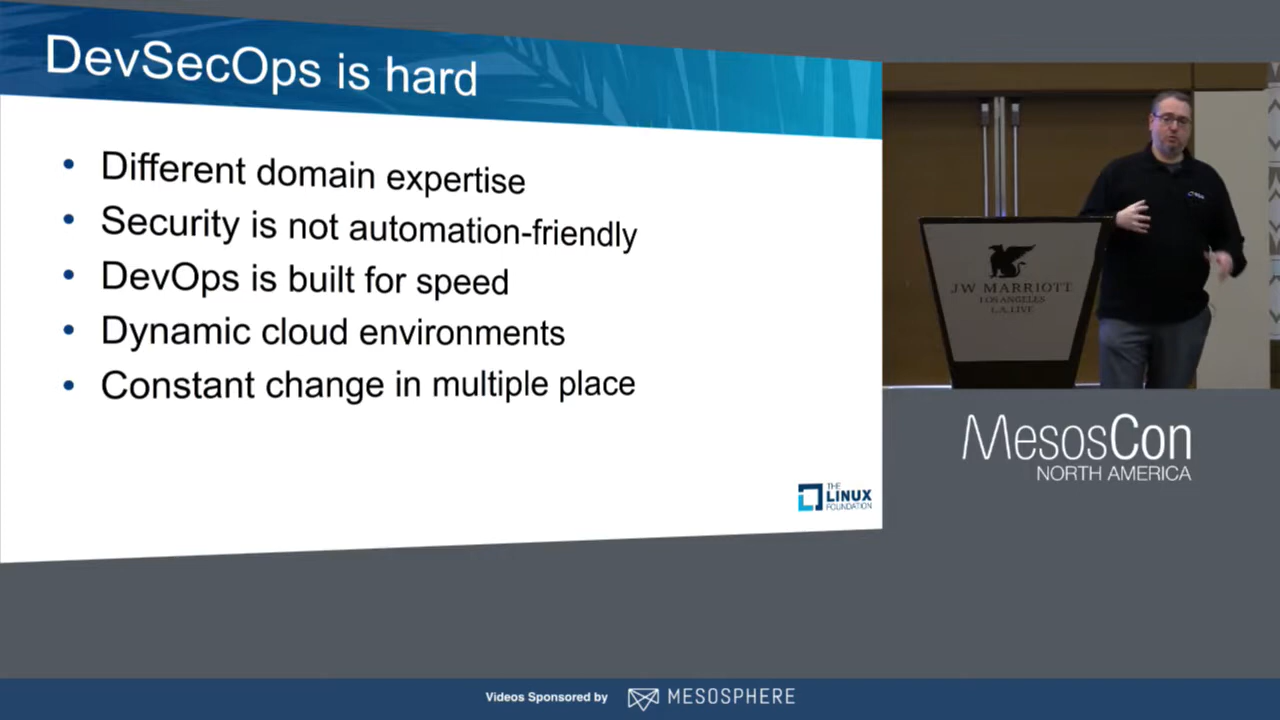 DevSecOps is hard
• Different domain expertise
• Security is not automation-friendly
• DevOps is built for speed
• Dynamic cloud environments
• Constant change in multiple place
THE
LINUX
FOUNDATION
JW MARRIOTT
LOS ANGELES
L.A. LIVE
MesosCon
NORTH AMERICA
Videos Sponsored by MESOSPHERE